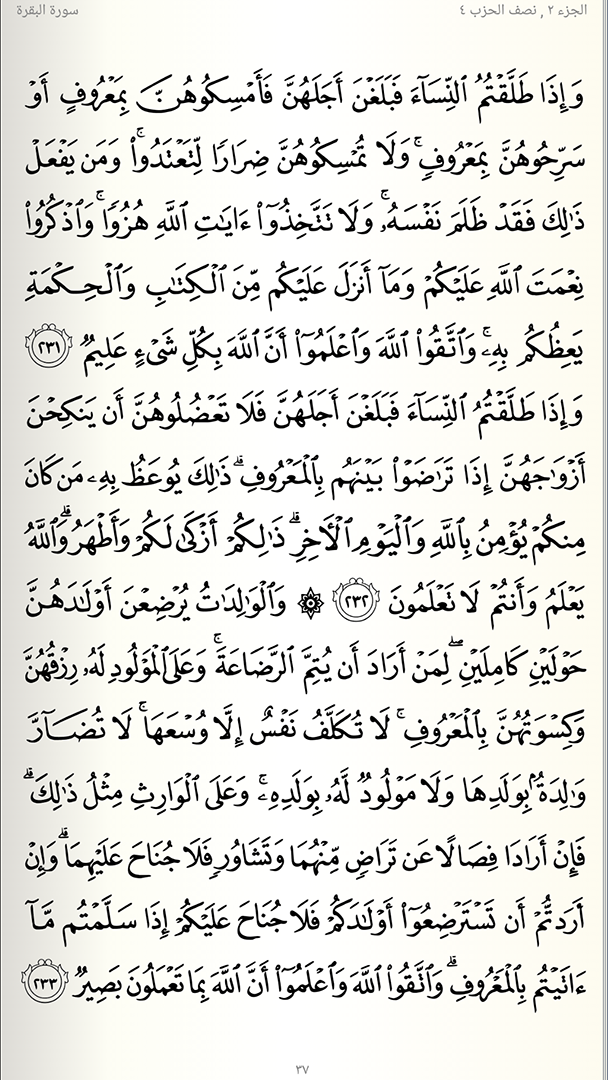 الجزء ٢ , نصف الحزب ٤
سورة البقرة
وَإِذَا طَلَّقْتُمُ ٱلنِّسَآءَ فَبَلَغْنَ أَجَلَهُنَّ فَأَمْسِكُوهُنَّ بِمَعْرُوفٍ أَوْ
سَرِّحُوهُنَّ بِمَعْرُوفٍۚ وَلَا تُمْسِكُوهُنَّ ضِرَارًا لِّتَعْتَدُوا۟ۚ وَمَن يَفْعَلْ
ذَٰلِكَ فَقَدْ ظَلَمَ نَفْسَهُۥۚ وَلَا تَتَّخِذُوٓا۟ ءَايَٰتِ ٱللَّهِ هُزُوًاۚ وَٱذْكُرُوا۟
نِعْمَتَ ٱللَّهِ عَلَيْكُمْ وَمَآ أَنزَلَ عَلَيْكُم مِّنَ ٱلْكِتَٰبِ وَٱلْحِكْمَةِ
يَعِظُكُم بِهِۦۚ وَٱتَّقُوا۟ ٱللَّهَ وَٱعْلَمُوٓا۟ أَنَّ ٱللَّهَ بِكُلِّ شَىْءٍ عَلِيمٌ ٢٣١
وَإِذَا طَلَّقْتُمُ ٱلنِّسَآءَ فَبَلَغْنَ أَجَلَهُنَّ فَلَا تَعْضُلُوهُنَّ أَن يَنكِحْنَ
أَزْوَٰجَهُنَّ إِذَا تَرَٰضَوْا۟ بَيْنَهُم بِٱلْمَعْرُوفِۗ ذَٰلِكَ يُوعَظُ بِهِۦ مَن كَانَ
مِنكُمْ يُؤْمِنُ بِٱللَّهِ وَٱلْيَوْمِ ٱلْءَاخِرِۗ ذَٰلِكُمْ أَزْكَىٰ لَكُمْ وَأَطْهَرُۗ وَٱللَّهُ
يَعْلَمُ وَأَنتُمْ لَا تَعْلَمُونَ ٢٣٢ ۞ وَٱلْوَٰلِدَٰتُ يُرْضِعْنَ أَوْلَٰدَهُنَّ
حَوْلَيْنِ كَامِلَيْنِۖ لِمَنْ أَرَادَ أَن يُتِمَّ ٱلرَّضَاعَةَۚ وَعَلَى ٱلْمَوْلُودِ لَهُۥ رِزْقُهُنَّ
وَكِسْوَتُهُنَّ بِٱلْمَعْرُوفِۚ لَا تُكَلَّفُ نَفْسٌ إِلَّا وُسْعَهَاۚ لَا تُضَآرَّ
وَٰلِدَةٌۢ بِوَلَدِهَا وَلَا مَوْلُودٌ لَّهُۥ بِوَلَدِهِۦۚ وَعَلَى ٱلْوَارِثِ مِثْلُ ذَٰلِكَۗ
فَإِنْ أَرَادَا فِصَالًا عَن تَرَاضٍ مِّنْهُمَا وَتَشَاوُرٍ فَلَا جُنَاحَ عَلَيْهِمَاۗ وَإِنْ
أَرَدتُّمْ أَن تَسْتَرْضِعُوٓا۟ أَوْلَٰدَكُمْ فَلَا جُنَاحَ عَلَيْكُمْ إِذَا سَلَّمْتُم مَّآ
ءَاتَيْتُم بِٱلْمَعْرُوفِۗ وَٱتَّقُوا۟ ٱللَّهَ وَٱعْلَمُوٓا۟ أَنَّ ٱللَّهَ بِمَا تَعْمَلُونَ بَصِيرٌ ٢٣٣
٣٧